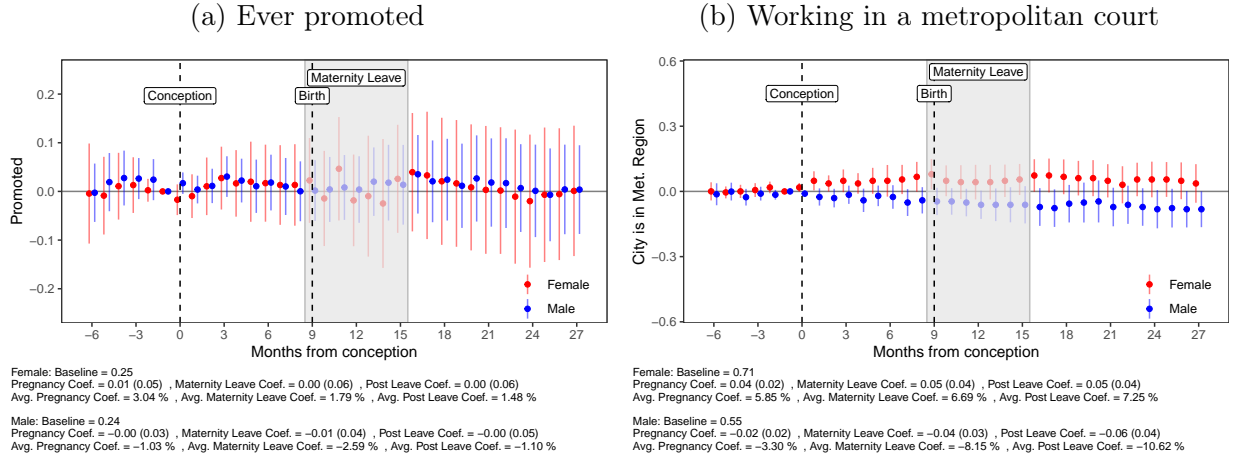 (a) Ever promoted
Promoted
0.2
0.1
0.0
−0.1
−0.2
Conception
Birth
Maternity Leave
Female
Male
−6 −3 0 3 6 9 12 15 18 21 24 27
Months from conception
Female: Baseline = 0.25
Pregnancy Coef. = 0.01 (0.05) , Maternity Leave Coef. = 0.00 (0.06) , Post Leave Coef. = 0.00 (0.06)
Avg. Pregnancy Coef. = 3.04 % , Avg. Maternity Leave Coef. = 1.79 % , Avg. Post Leave Coef. = 1.48 %
Male: Baseline = 0.24
Pregnancy Coef. = −0.00 (0.03) , Maternity Leave Coef. = −0.01 (0.04) , Post Leave Coef. = −0.00 (0.05)
Avg. Pregnancy Coef. = −1.03 % , Avg. Maternity Leave Coef. = −2.59 % , Avg. Post Leave Coef. = −1.10 %
(b) Working in a metropolitan court
City is in Met. Region
0.6
0.3
0.0
−0.3
−0.6
Conception
Birth
Maternity Leave
Female
Male
−6 −3 0 3 6 9 12 15 18 21 24 27
Months from conception
Female: Baseline = 0.71
Pregnancy Coef. = 0.04 (0.02) , Maternity Leave Coef. = 0.05 (0.04) , Post Leave Coef. = 0.05 (0.04)
Avg. Pregnancy Coef. = 5.85 % , Avg. Maternity Leave Coef. = 6.69 % , Avg. Post Leave Coef. = 7.25 %
Male: Baseline = 0.55
Pregnancy Coef. = −0.02 (0.02) , Maternity Leave Coef. = −0.04 (0.03) , Post Leave Coef. = −0.06 (0.04)
Avg. Pregnancy Coef. = −3.30 % , Avg. Maternity Leave Coef. = −8.15 % , Avg. Post Leave Coef. = −10.62 %